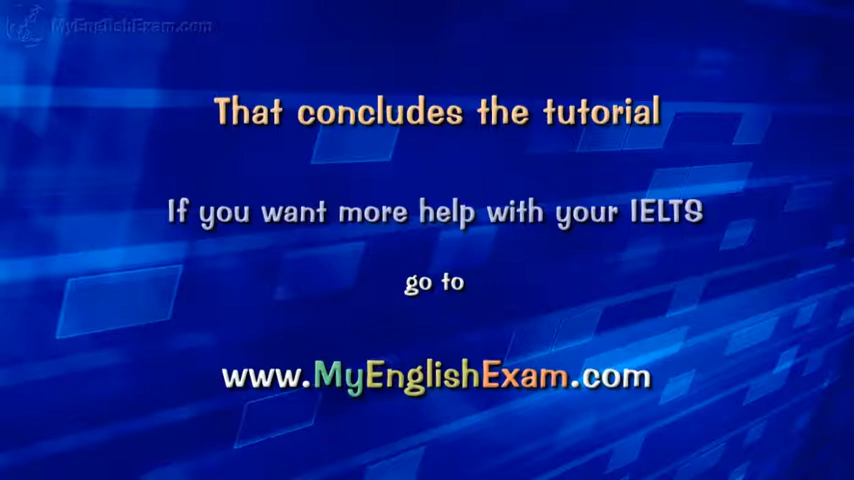 MyEnglishExam.com
That concludes the tutorial
If you want more help with your IELTS
go to
www.MyEnglishExam.com